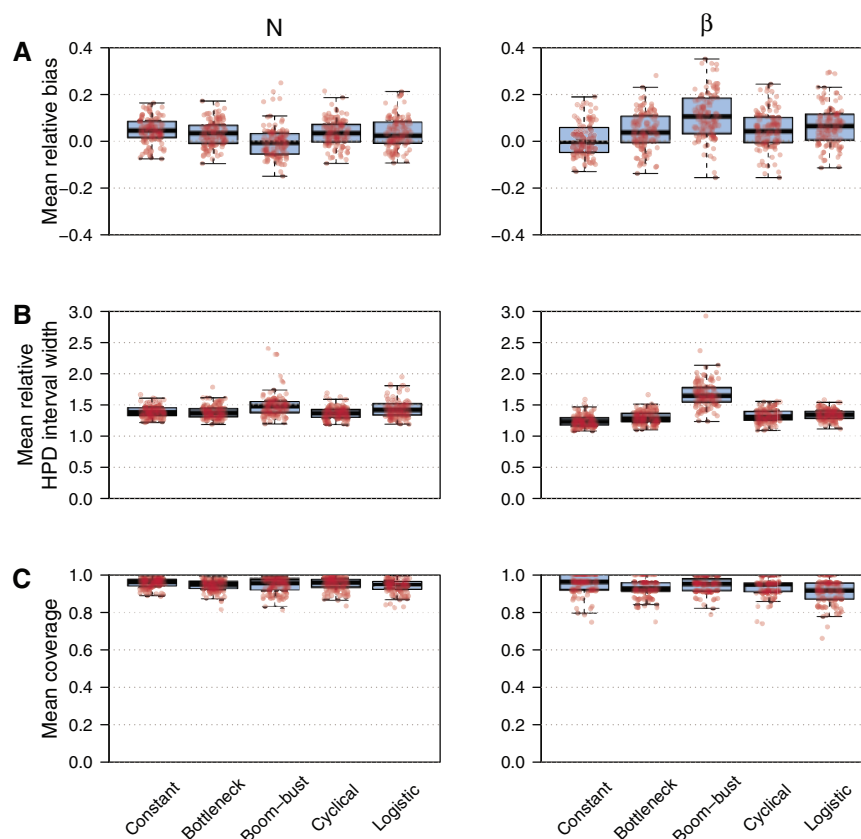 N β
A
Mean relative bias
0.4 0.4
0.2 0.2
0.0 0.0
−0.2 −0.2
−0.4 −0.4
B
Mean relative
HPD interval width
3.0 3.0
2.5 2.5
2.0 2.0
1.5 1.5
1.0 1.0
0.5 0.5
0.0 0.0
C
Mean coverage
1.0 1.0
0.8 0.8
0.6 0.6
0.4 0.4
0.2 0.2
0.0 0.0
Constant Bottleneck Boom−bust Cyclical Logistic
Constant Bottleneck Boom−bust Cyclical Logistic